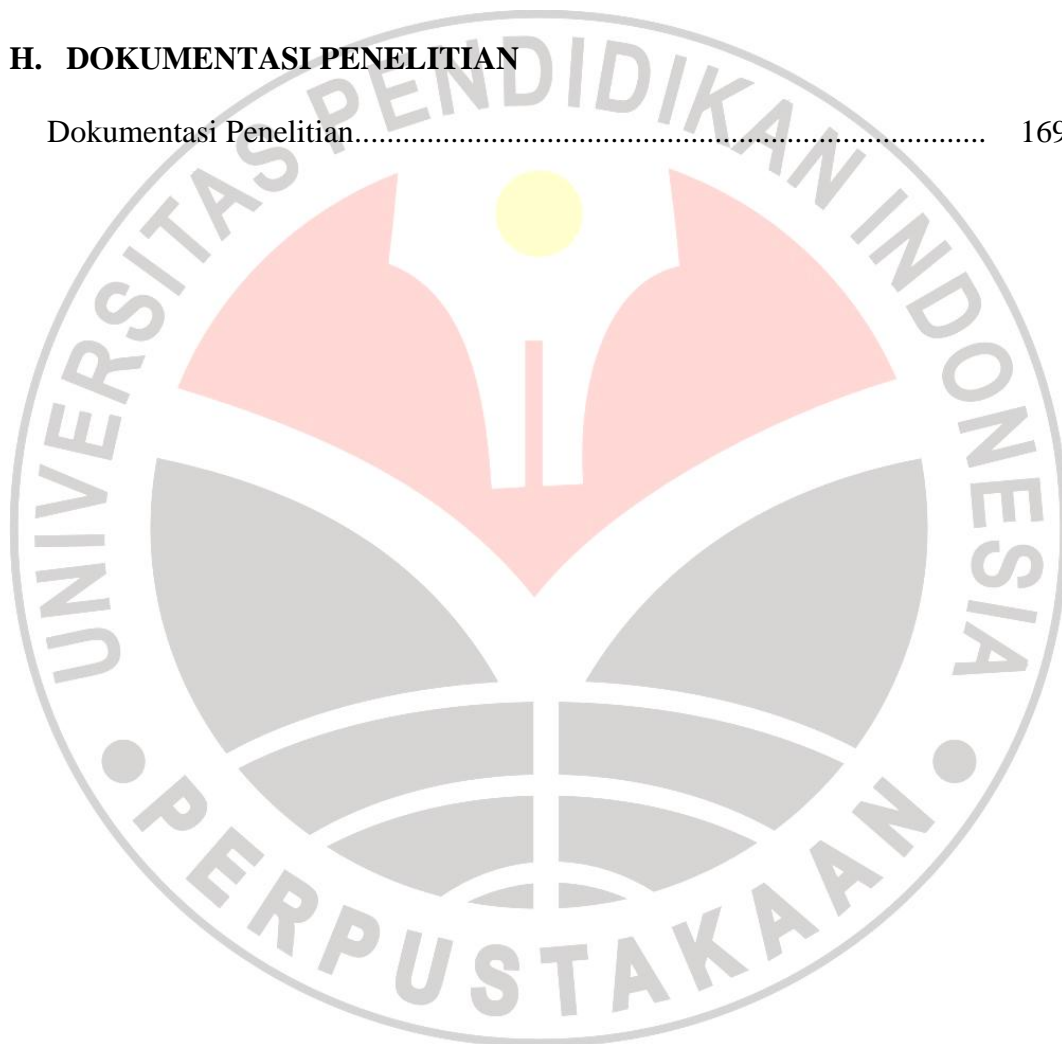 H. DOKUMENTASI PENELITIAN
Dokumentasi Penelitian................................................................... 169
UNIVERSITAS PENDIDIKAN INDONESIA
PERPUSTAKAAN